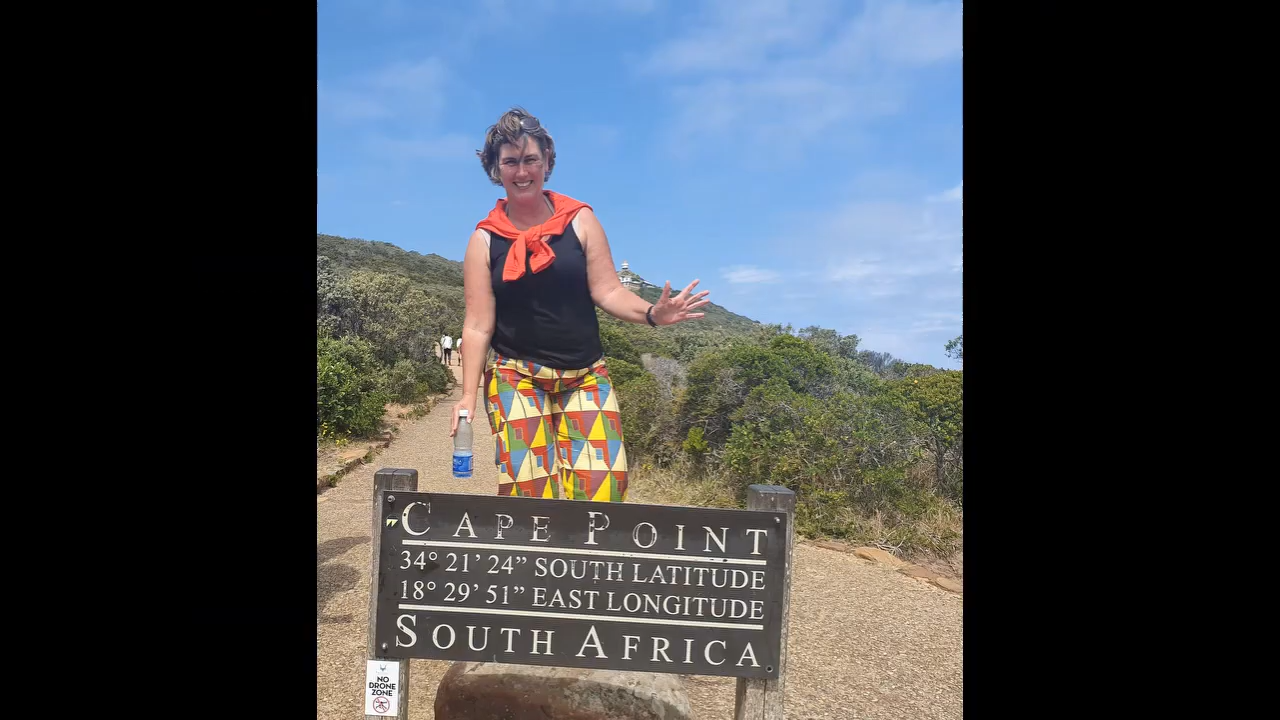 CAPE POINT
34° 21' 24" SOUTH LATITUDE
18° 29' 51" EAST LONGITUDE
SOUTH AFRICA
NO
DRONE
ZONE